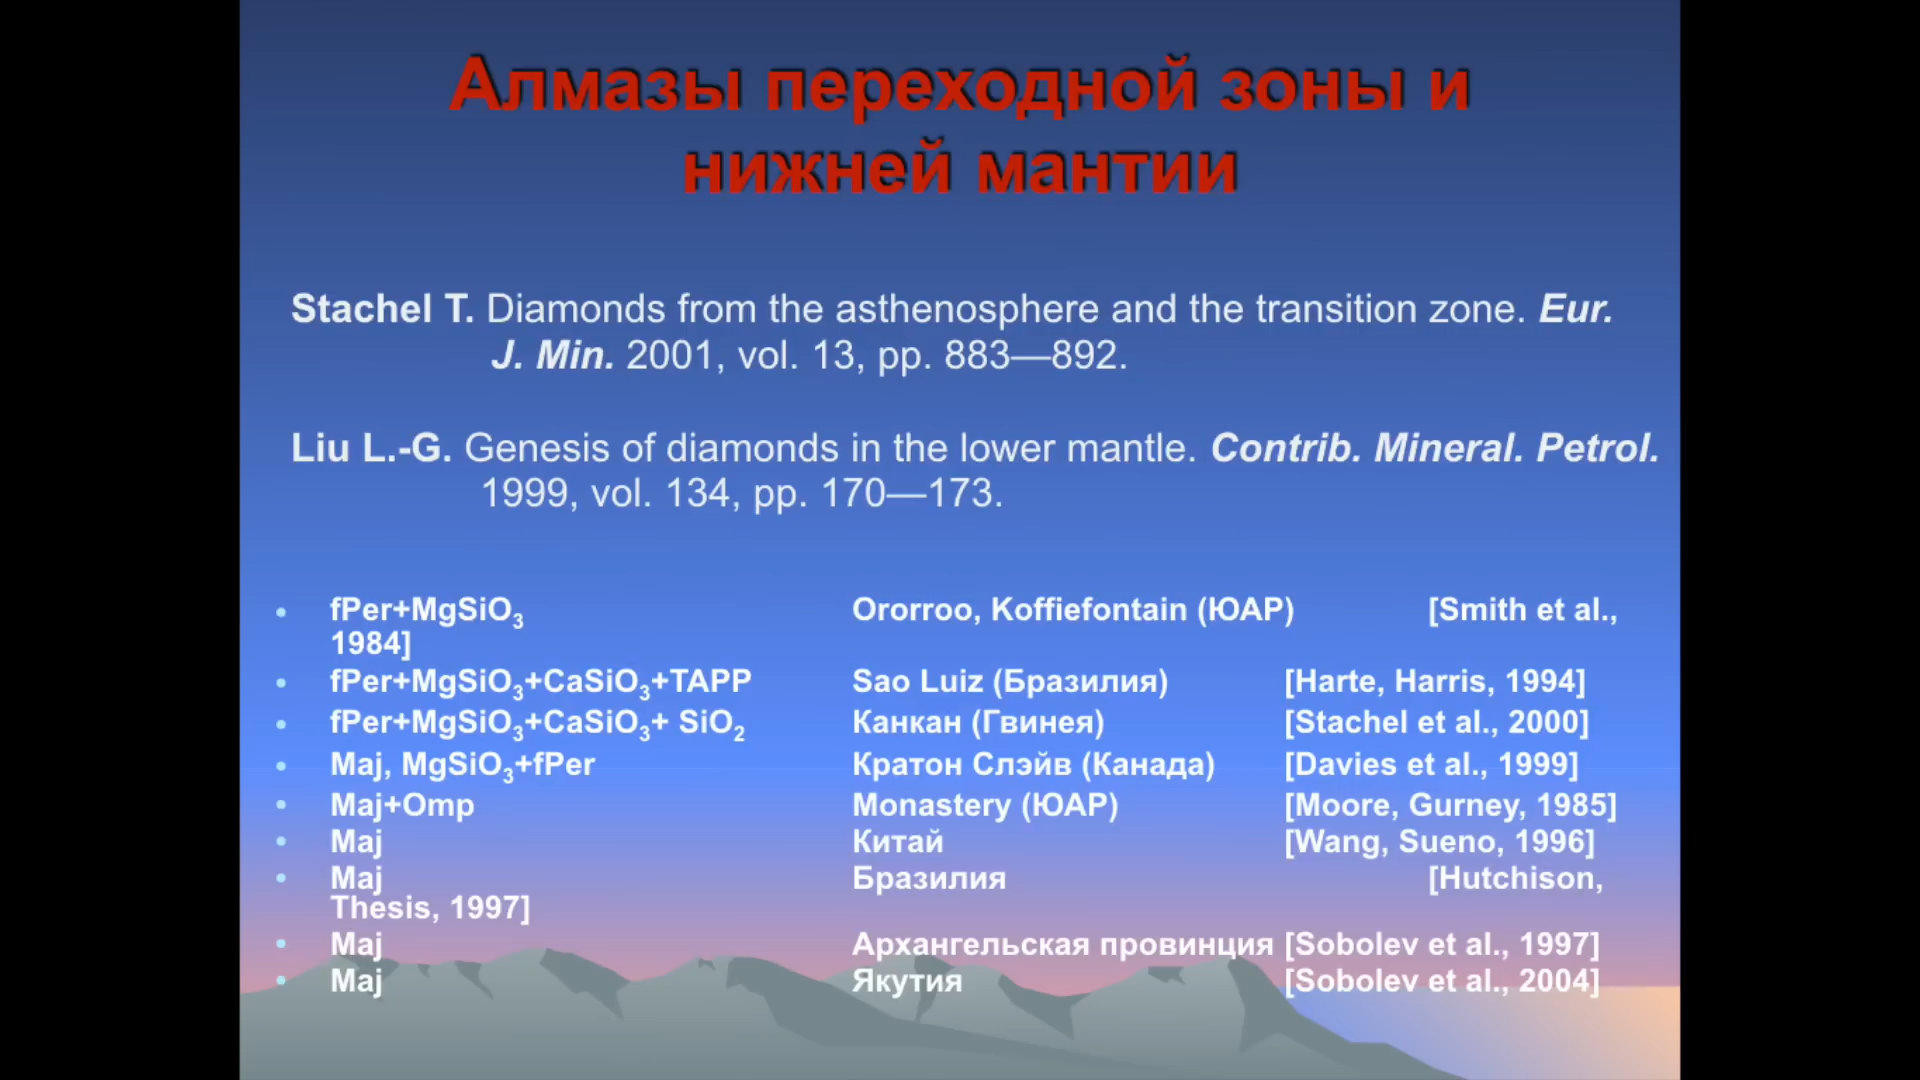 Алмазы переходной зоны и
нижней мантии
Stachel T. Diamonds from the asthenosphere and the transition zone. Eur.
J. Min. 2001, vol. 13, pp. 883—892.
Liu L.-G. Genesis of diamonds in the lower mantle. Contrib. Mineral. Petrol.
1999, vol. 134, pp. 170—173.
• fPer+MgSiO₃ Ororroo, Koffiefontain (ЮАР) [Smith et al.,
1984]
• fPer+MgSiO₃+CaSiO₃+TAPP Sao Luiz (Бразилия) [Harte, Harris, 1994]
• fPer+MgSiO₃+CaSiO₃+ SiO₂ Канкан (Гвинея) [Stachel et al., 2000]
• Maj, MgSiO₃+fPer Кратон Слэйв (Канада) [Davies et al., 1999]
• Maj+Omp Monastery (ЮАР) [Moore, Gurney, 1985]
• Maj Китай [Wang, Sueno, 1996]
• Maj Бразилия [Hutchison,
Thesis, 1997]
• Maj Архангельская провинция [Sobolev et al., 1997]
• Maj Якутия [Sobolev et al., 2004]